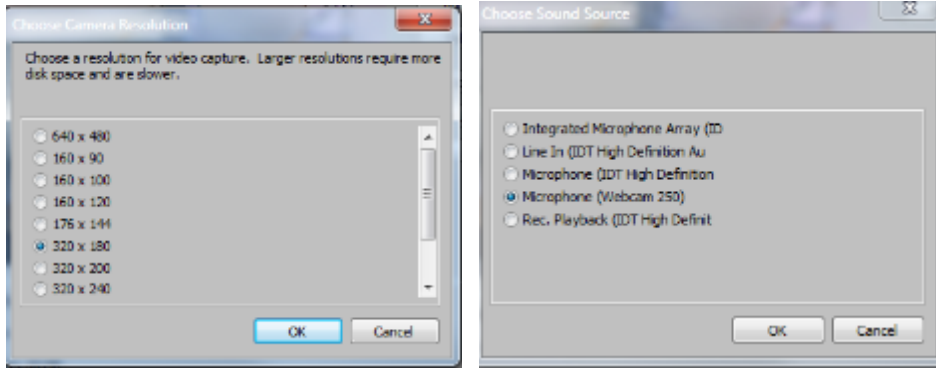 Choose Camera Resolution
Choose a resolution for video capture. Larger resolutions require more
disk space and are slower.
640 x 480
160 x 90
160 x 100
160 x 120
176 x 144
320 x 180
320 x 200
320 x 240
OK
Cancel
Choose Sound Source
Integrated Microphone Array (ID
Line In (IDT High Definition Au
Microphone (IDT High Definition
Microphone (Webcam 250)
Rec. Playback (IDT High Definit
OK
Cancel